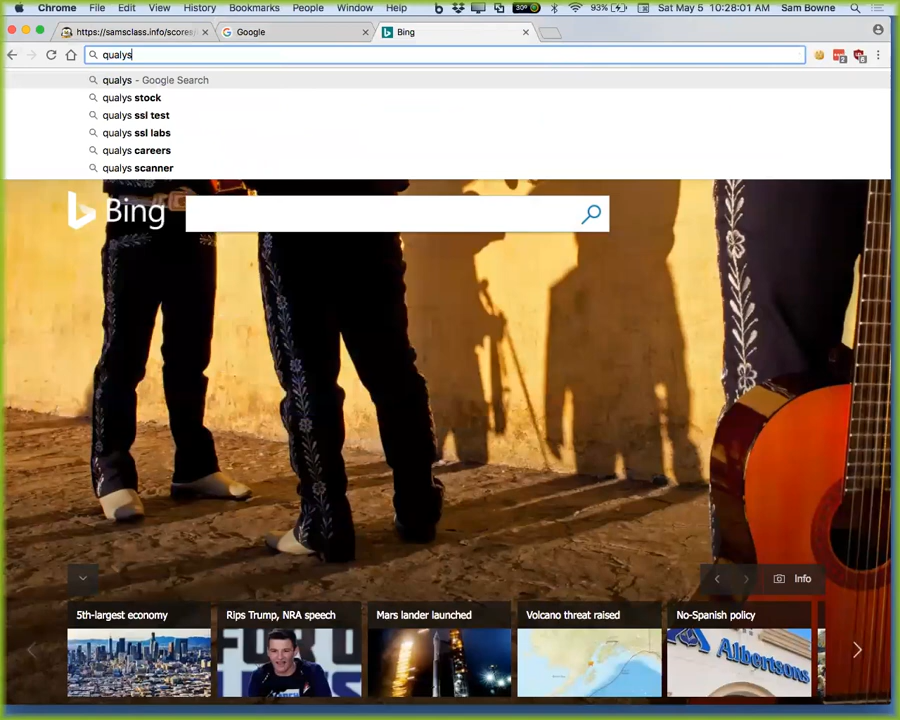 Chrome File Edit View History Bookmarks People Window Help 30° 93% Sat May 5 10:28:01 AM Sam Bowne
https://samsclass.info/scores/ Google Bing
qualys
qualys - Google Search
qualys stock
qualys ssl test
qualys ssl labs
qualys careers
qualys scanner
Bing
Info
5th-largest economy Rips Trump, NRA speech Mars lander launched Volcano threat raised No-Spanish policy
Albertsons